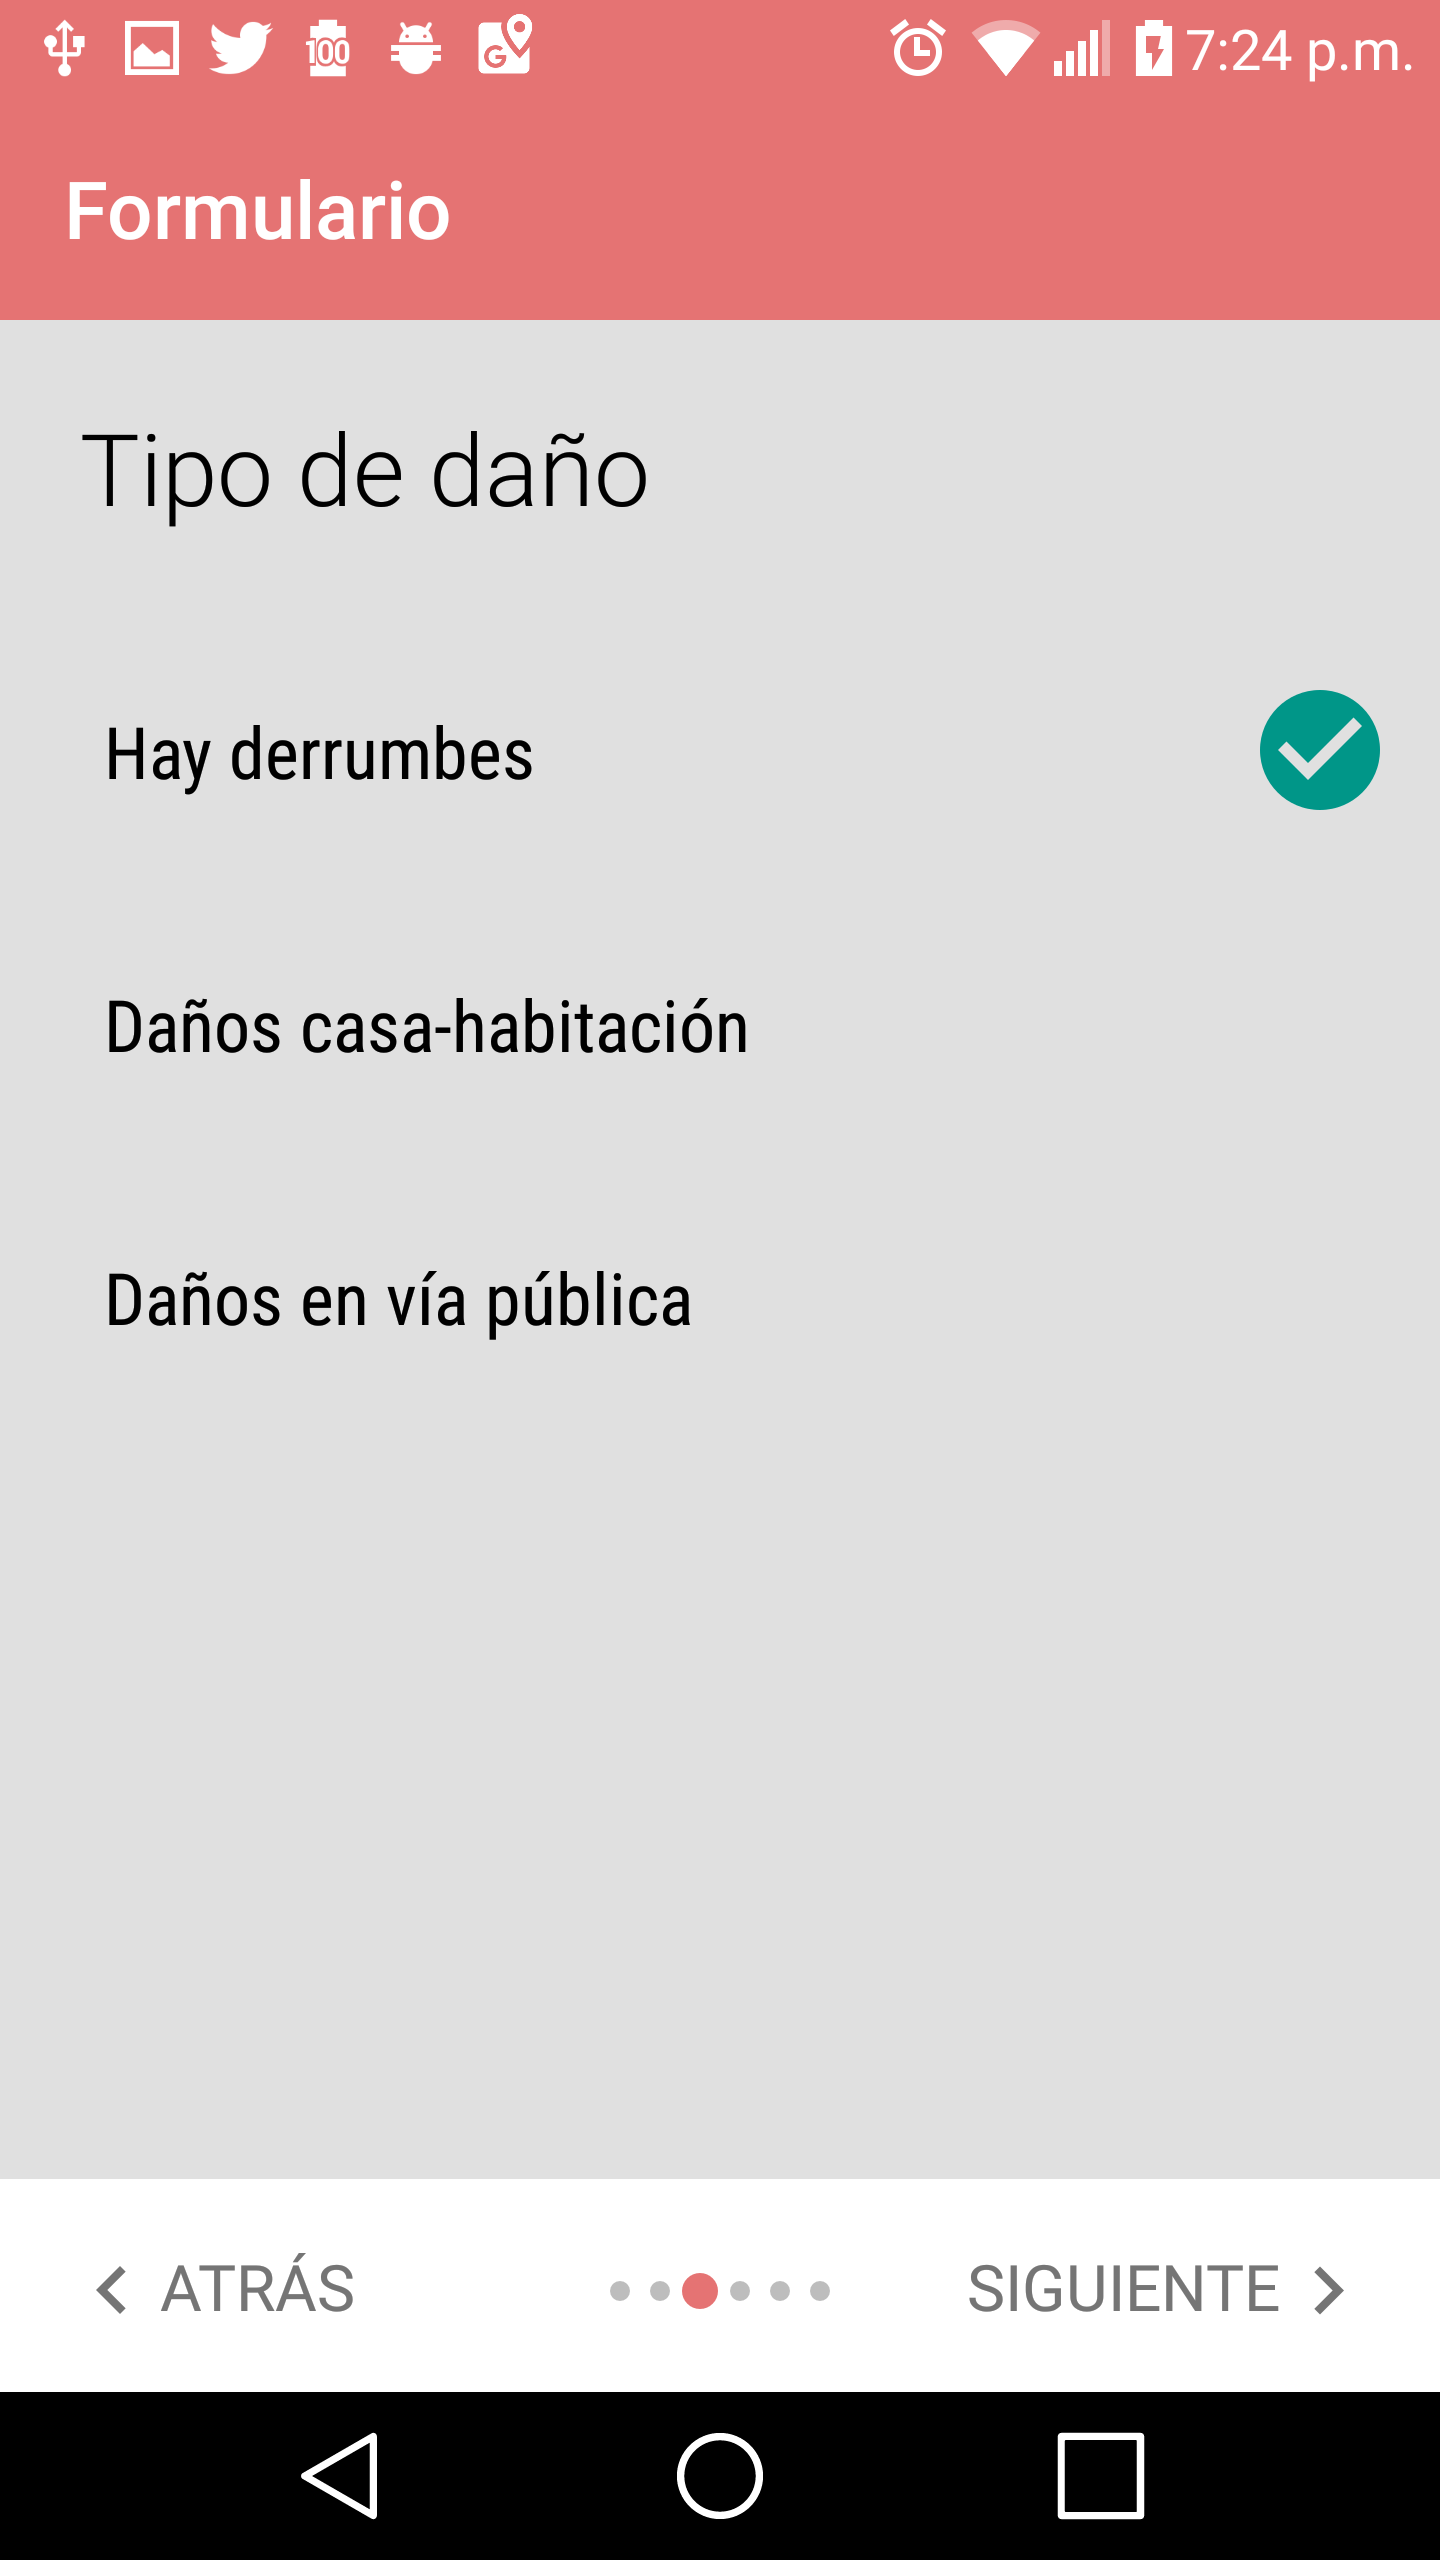 100
7:24 p.m.
Formulario
Tipo de daño
Hay derrumbes
Daños casa-habitación
Daños en vía pública
ATRÁS
SIGUIENTE